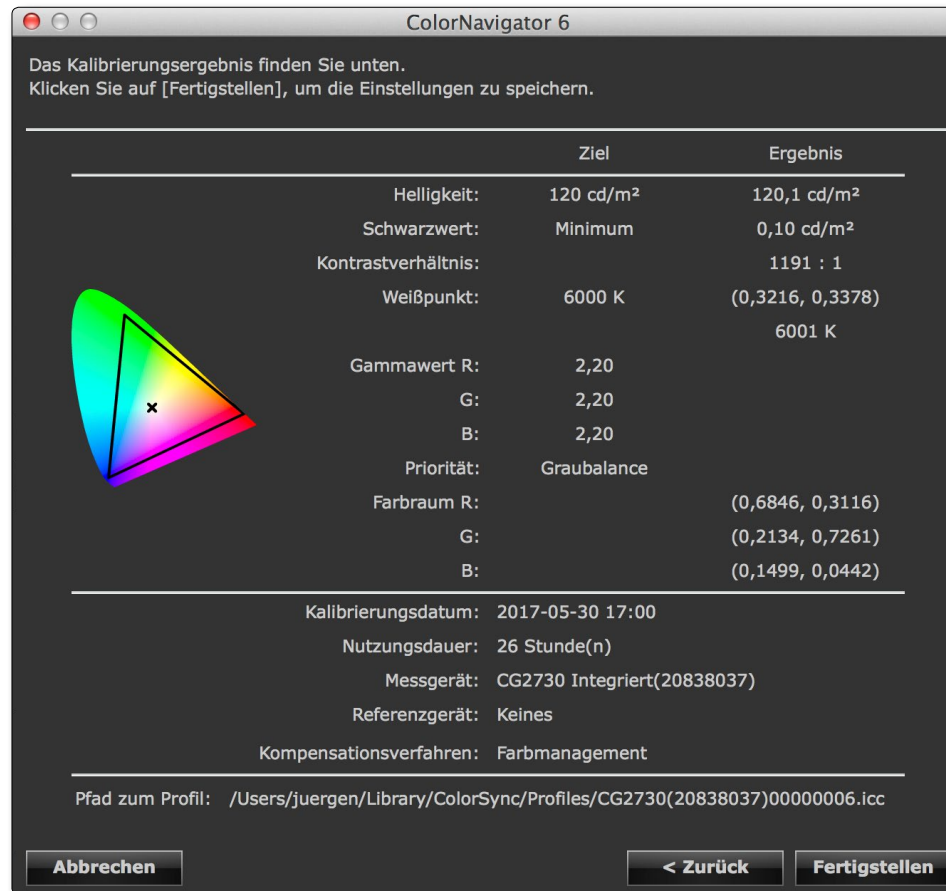 ColorNavigator 6
Das Kalibrierungsergebnis finden Sie unten.
Klicken Sie auf [Fertigstellen], um die Einstellungen zu speichern.
Ziel Ergebnis
Helligkeit: 120 cd/m² 120,1 cd/m²
Schwarzwert: Minimum 0,10 cd/m²
Kontrastverhältnis: 1191 : 1
Weißpunkt: 6000 K (0,3216, 0,3378)
6001 K
Gammawert R: 2,20
G: 2,20
B: 2,20
Priorität: Graubalance
Farbraum R: (0,6846, 0,3116)
G: (0,2134, 0,7261)
B: (0,1499, 0,0442)
Kalibrierungsdatum: 2017-05-30 17:00
Nutzungsdauer: 26 Stunde(n)
Messgerät: CG2730 Integriert(20838037)
Referenzgerät: Keines
Kompensationsverfahren: Farbmanagement
Pfad zum Profil: /Users/juergen/Library/ColorSync/Profiles/CG2730(20838037)00000006.icc
Abbrechen < Zurück Fertigstellen